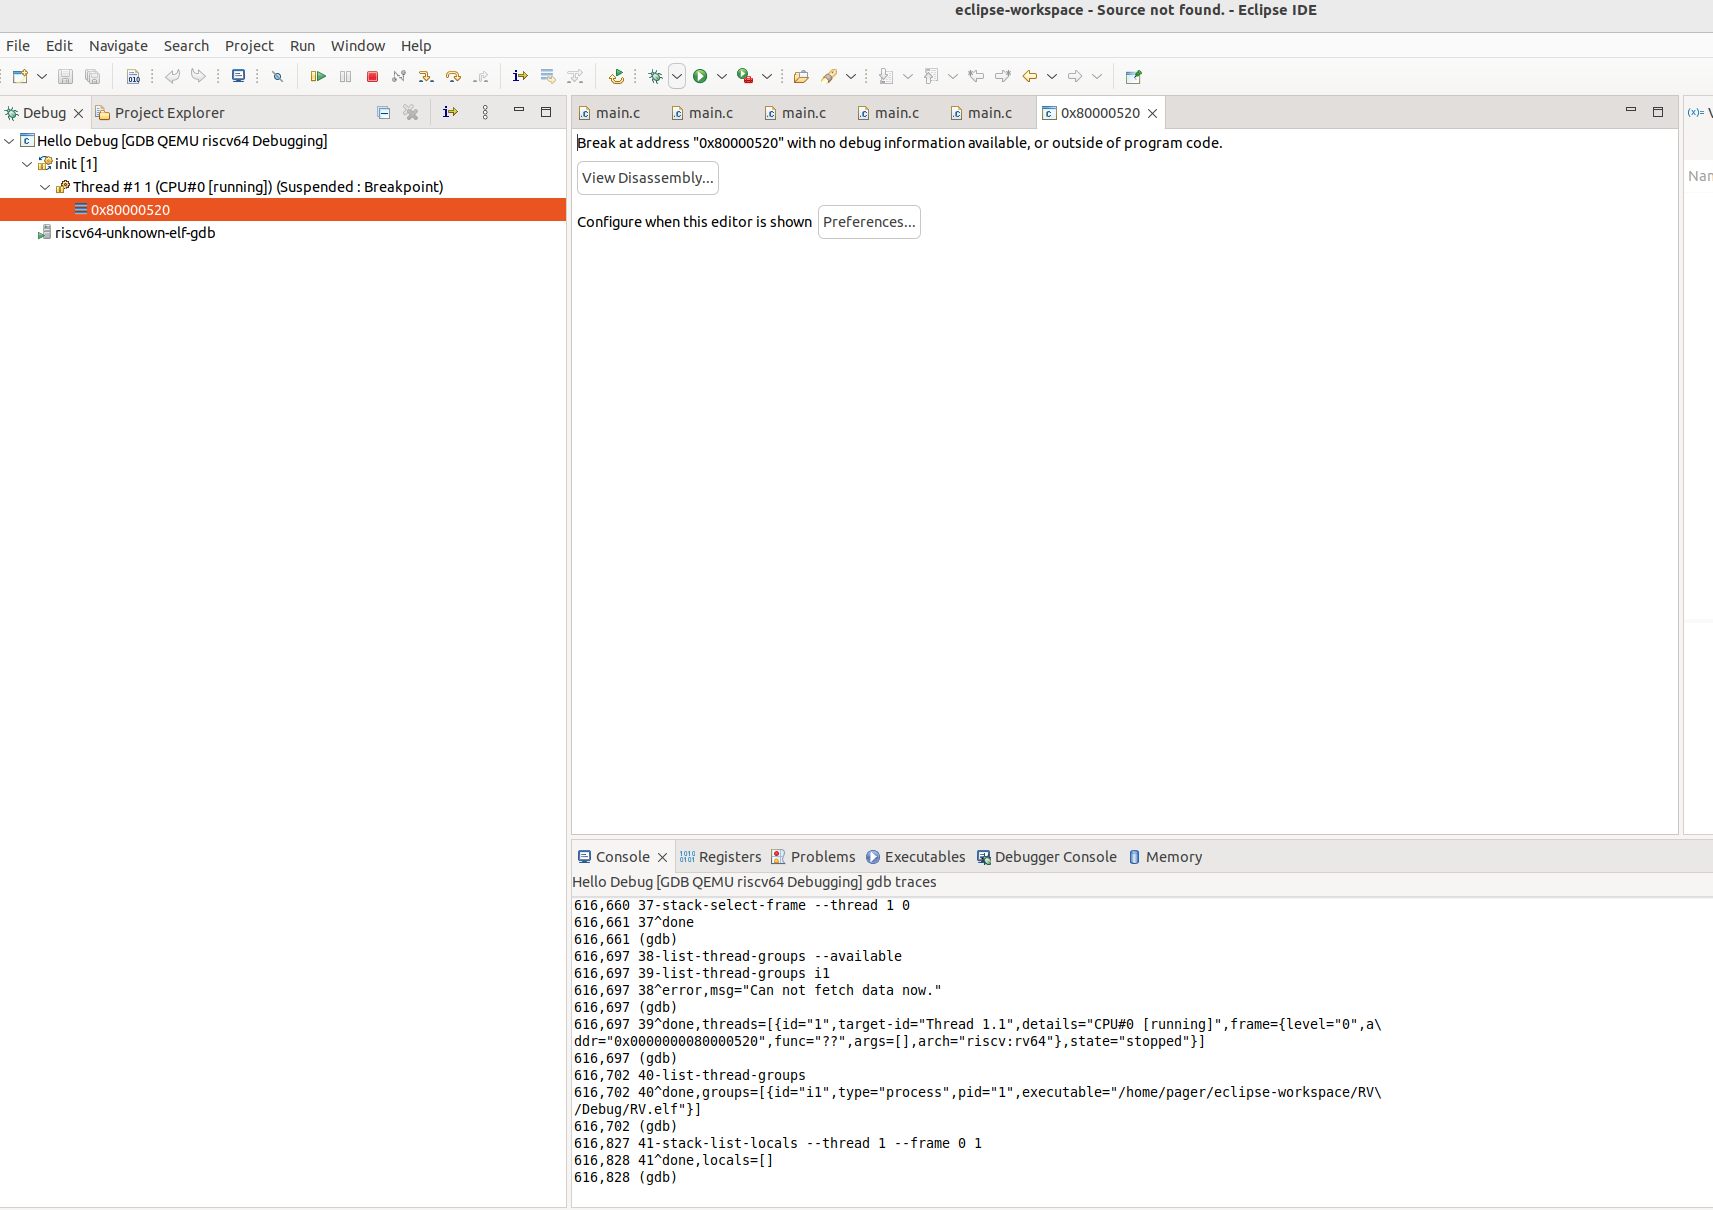 eclipse-workspace - Source not found. - Eclipse IDE
File Edit Navigate Search Project Run Window Help
Debug Project Explorer
Hello Debug [GDB QEMU riscv64 Debugging]
init [1]
Thread #1 1 (CPU#0 [running]) (Suspended : Breakpoint)
0x80000520
riscv64-unknown-elf-gdb
main.c main.c main.c main.c main.c 0x80000520
Break at address "0x80000520" with no debug information available, or outside of program code.
View Disassembly...
Configure when this editor is shown Preferences...
Console Registers Problems Executables Debugger Console Memory
Hello Debug [GDB QEMU riscv64 Debugging] gdb traces
616,660 37-stack-select-frame --thread 1 0
616,661 37^done
616,661 (gdb)
616,697 38-list-thread-groups --available
616,697 39-list-thread-groups i1
616,697 38^error,msg="Can not fetch data now."
616,697 (gdb)
616,697 39^done,threads=[{id="1",target-id="Thread 1.1",details="CPU#0 [running]",frame={level="0",a\
ddr="0x0000000080000520",func="??",args=[],arch="riscv:rv64"},state="stopped"}]
616,697 (gdb)
616,702 40-list-thread-groups
616,702 40^done,groups=[{id="i1",type="process",pid="1",executable="/home/pager/eclipse-workspace/RV\
/Debug/RV.elf"}]
616,702 (gdb)
616,827 41-stack-list-locals --thread 1 --frame 0 1
616,828 41^done,locals=[]
616,828 (gdb)